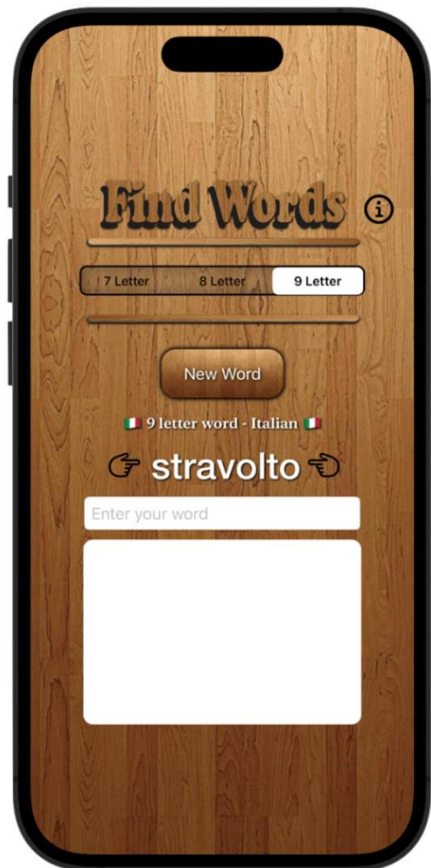 Find Words
7 Letter 8 Letter 9 Letter
New Word
🇮🇹 9 letter word - Italian 🇮🇹
stravolto
Enter your word